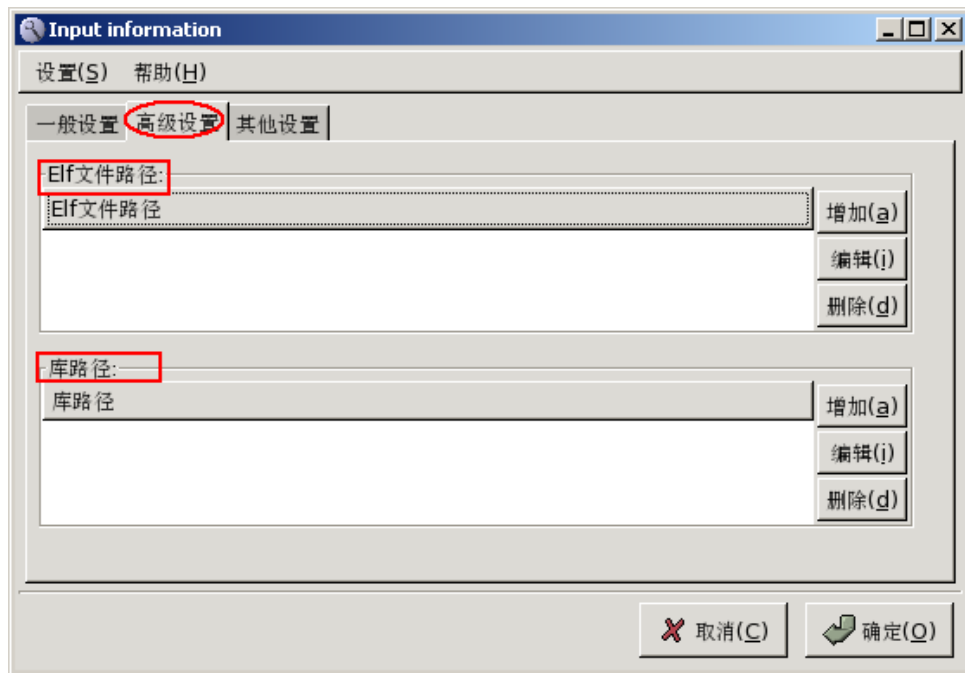 Input information
设置(S) 帮助(H)
一般设置 高级设置 其他设置
Elf文件路径:
Elf文件路径
增加(a)
编辑(i)
删除(d)
库路径:
库路径
增加(a)
编辑(i)
删除(d)
取消(C) 确定(O)